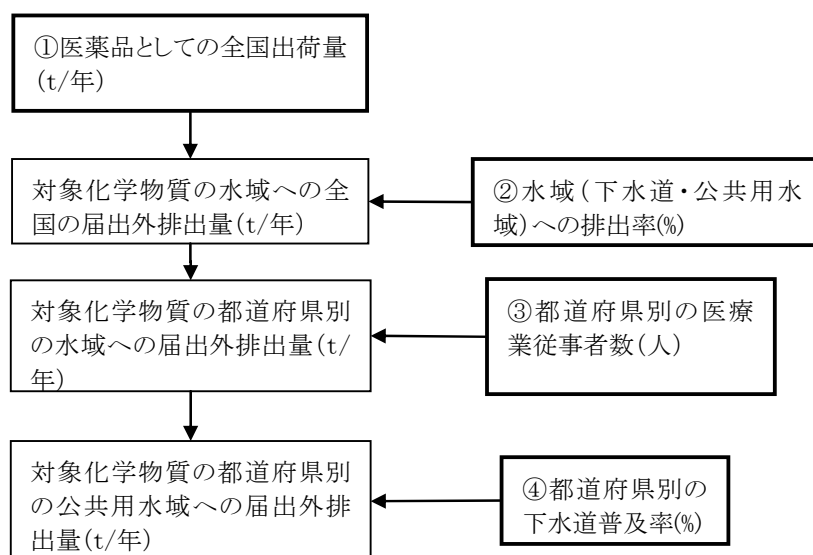 ①医薬品としての全国出荷量
(t/年)
対象化学物質の水域への全
国の届出外排出量(t/年)
②水域(下水道・公共用水
域)への排出率(%)
対象化学物質の都道府県別
の水域への届出外排出量(t/
年)
③都道府県別の医療
業従事者数(人)
対象化学物質の都道府県別
の公共用水域への届出外排
出量(t/年)
④都道府県別の
下水道普及率(%)